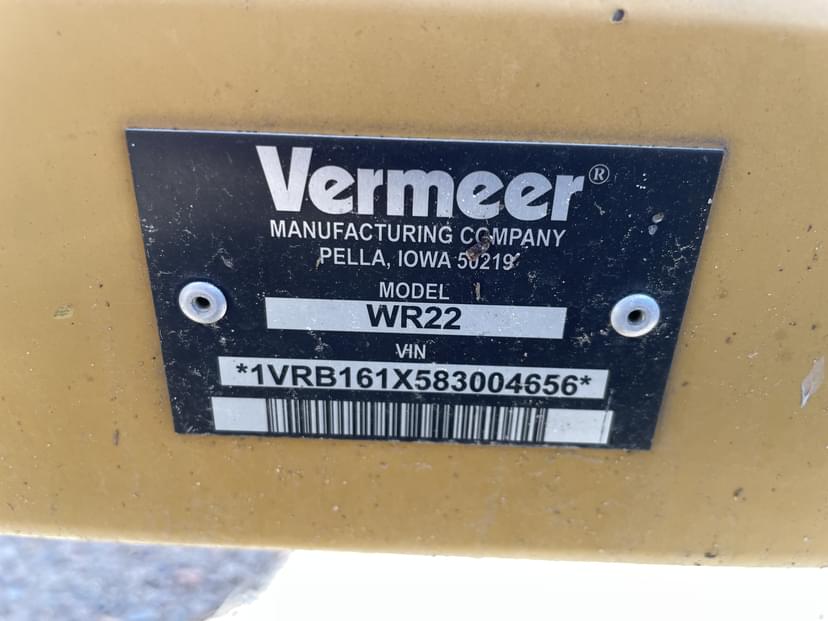 Vermeer®
MANUFACTURING COMPANY
PELLA, IOWA 50219
MODEL
WR22
VIN
*1VRB161X583004656*